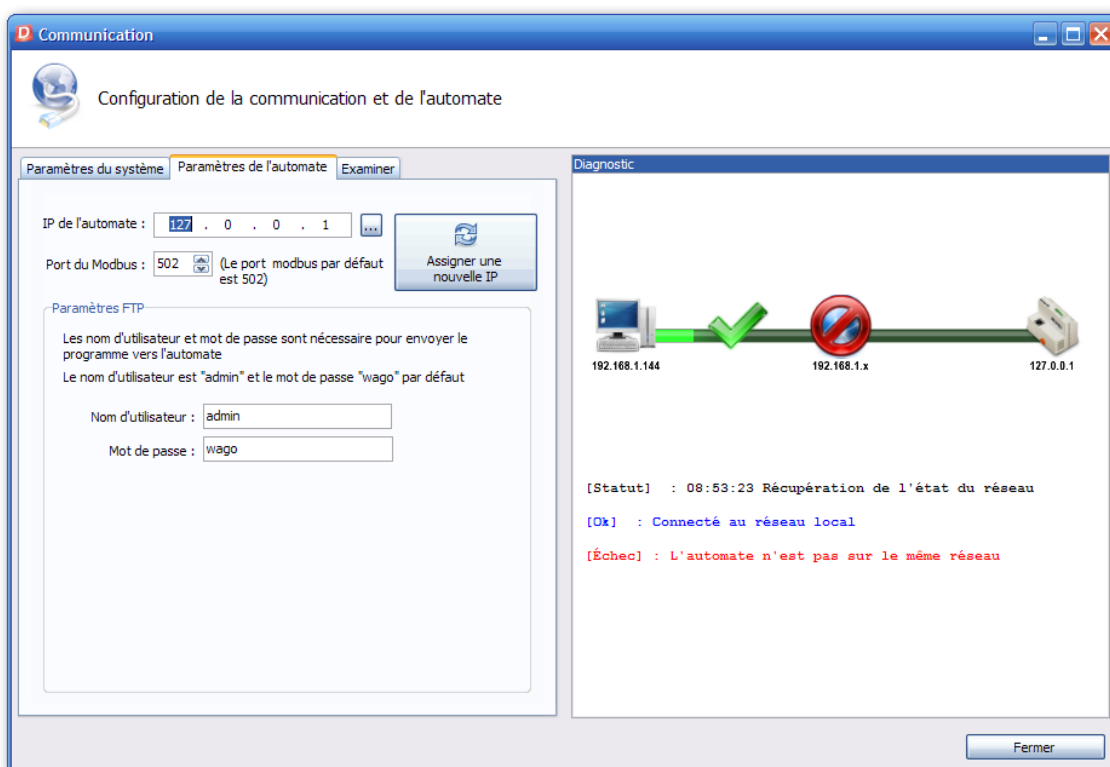 Communication
Configuration de la communication et de l'automate
Paramètres du système
Paramètres de l'automate
Examiner
IP de l'automate :
127 . 0 . 0 . 1
...
Assigner une
nouvelle IP
Port du Modbus :
502
(Le port modbus par défaut
est 502)
Paramètres FTP
Les nom d'utilisateur et mot de passe sont nécessaire pour envoyer le
programme vers l'automate
Le nom d'utilisateur est "admin" et le mot de passe "wago" par défaut
Nom d'utilisateur :
admin
Mot de passe :
wago
Diagnostic
192.168.1.144
192.168.1.x
127.0.0.1
[Statut] : 08:53:23 Récupération de l'état du réseau
[Ok] : Connecté au réseau local
[Échec] : L'automate n'est pas sur le même réseau
Fermer